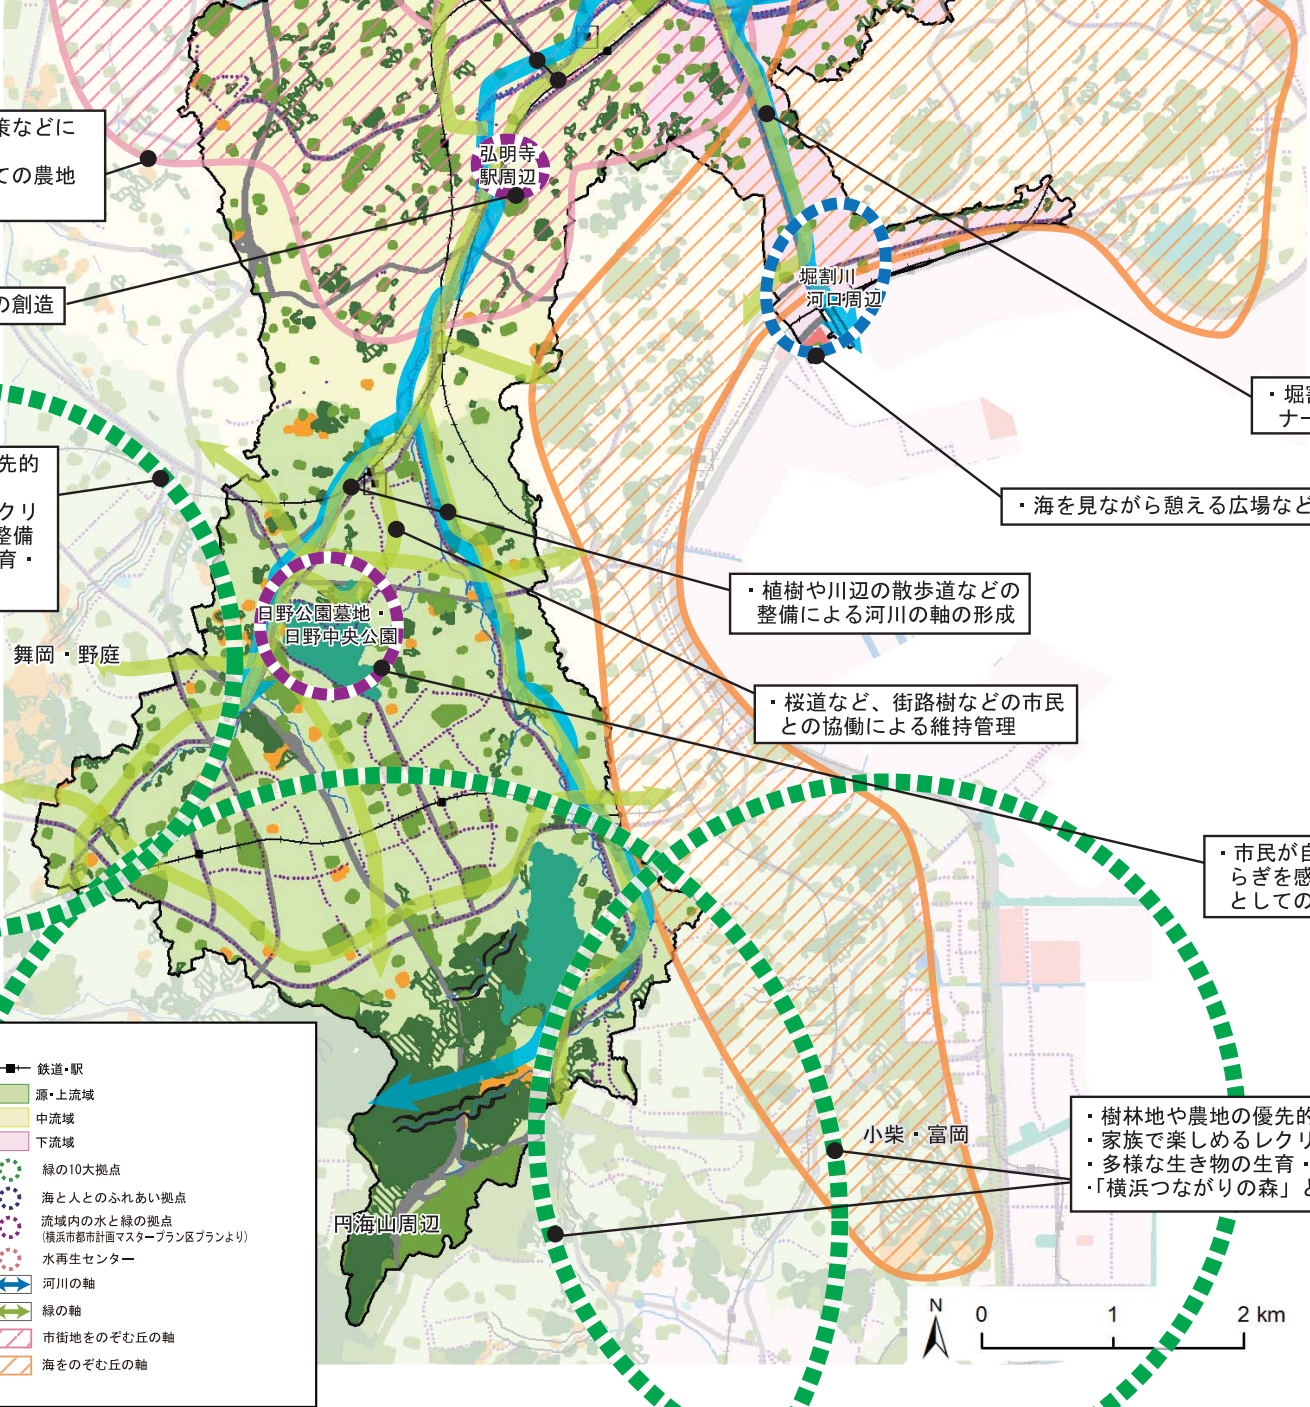 策などに
ての農地
弘明寺
駅周辺
の創造
堀割川
河口周辺
・堀割
ナー
先的
クリ
整備
育・
・海を見ながら憩える広場など
・植樹や川辺の散歩道などの
整備による河川の軸の形成
日野公園墓地・
日野中央公園
舞岡・野庭
・桜道など、街路樹などの市民
との協働による維持管理
・市民が自
らぎを感
としての
鉄道・駅
源・上流域
中流域
下流域
緑の10大拠点
海と人とのふれあい拠点
流域内の水と緑の拠点
(横浜市都市計画マスタープラン区プランより)
水再生センター
河川の軸
緑の軸
市街地をのぞむ丘の軸
海をのぞむ丘の軸
円海山周辺
小柴・富岡
・樹林地や農地の優先的
・家族で楽しめるレクリ
・多様な生き物の生育・
・「横浜つながりの森」と
N
0 1 2 km